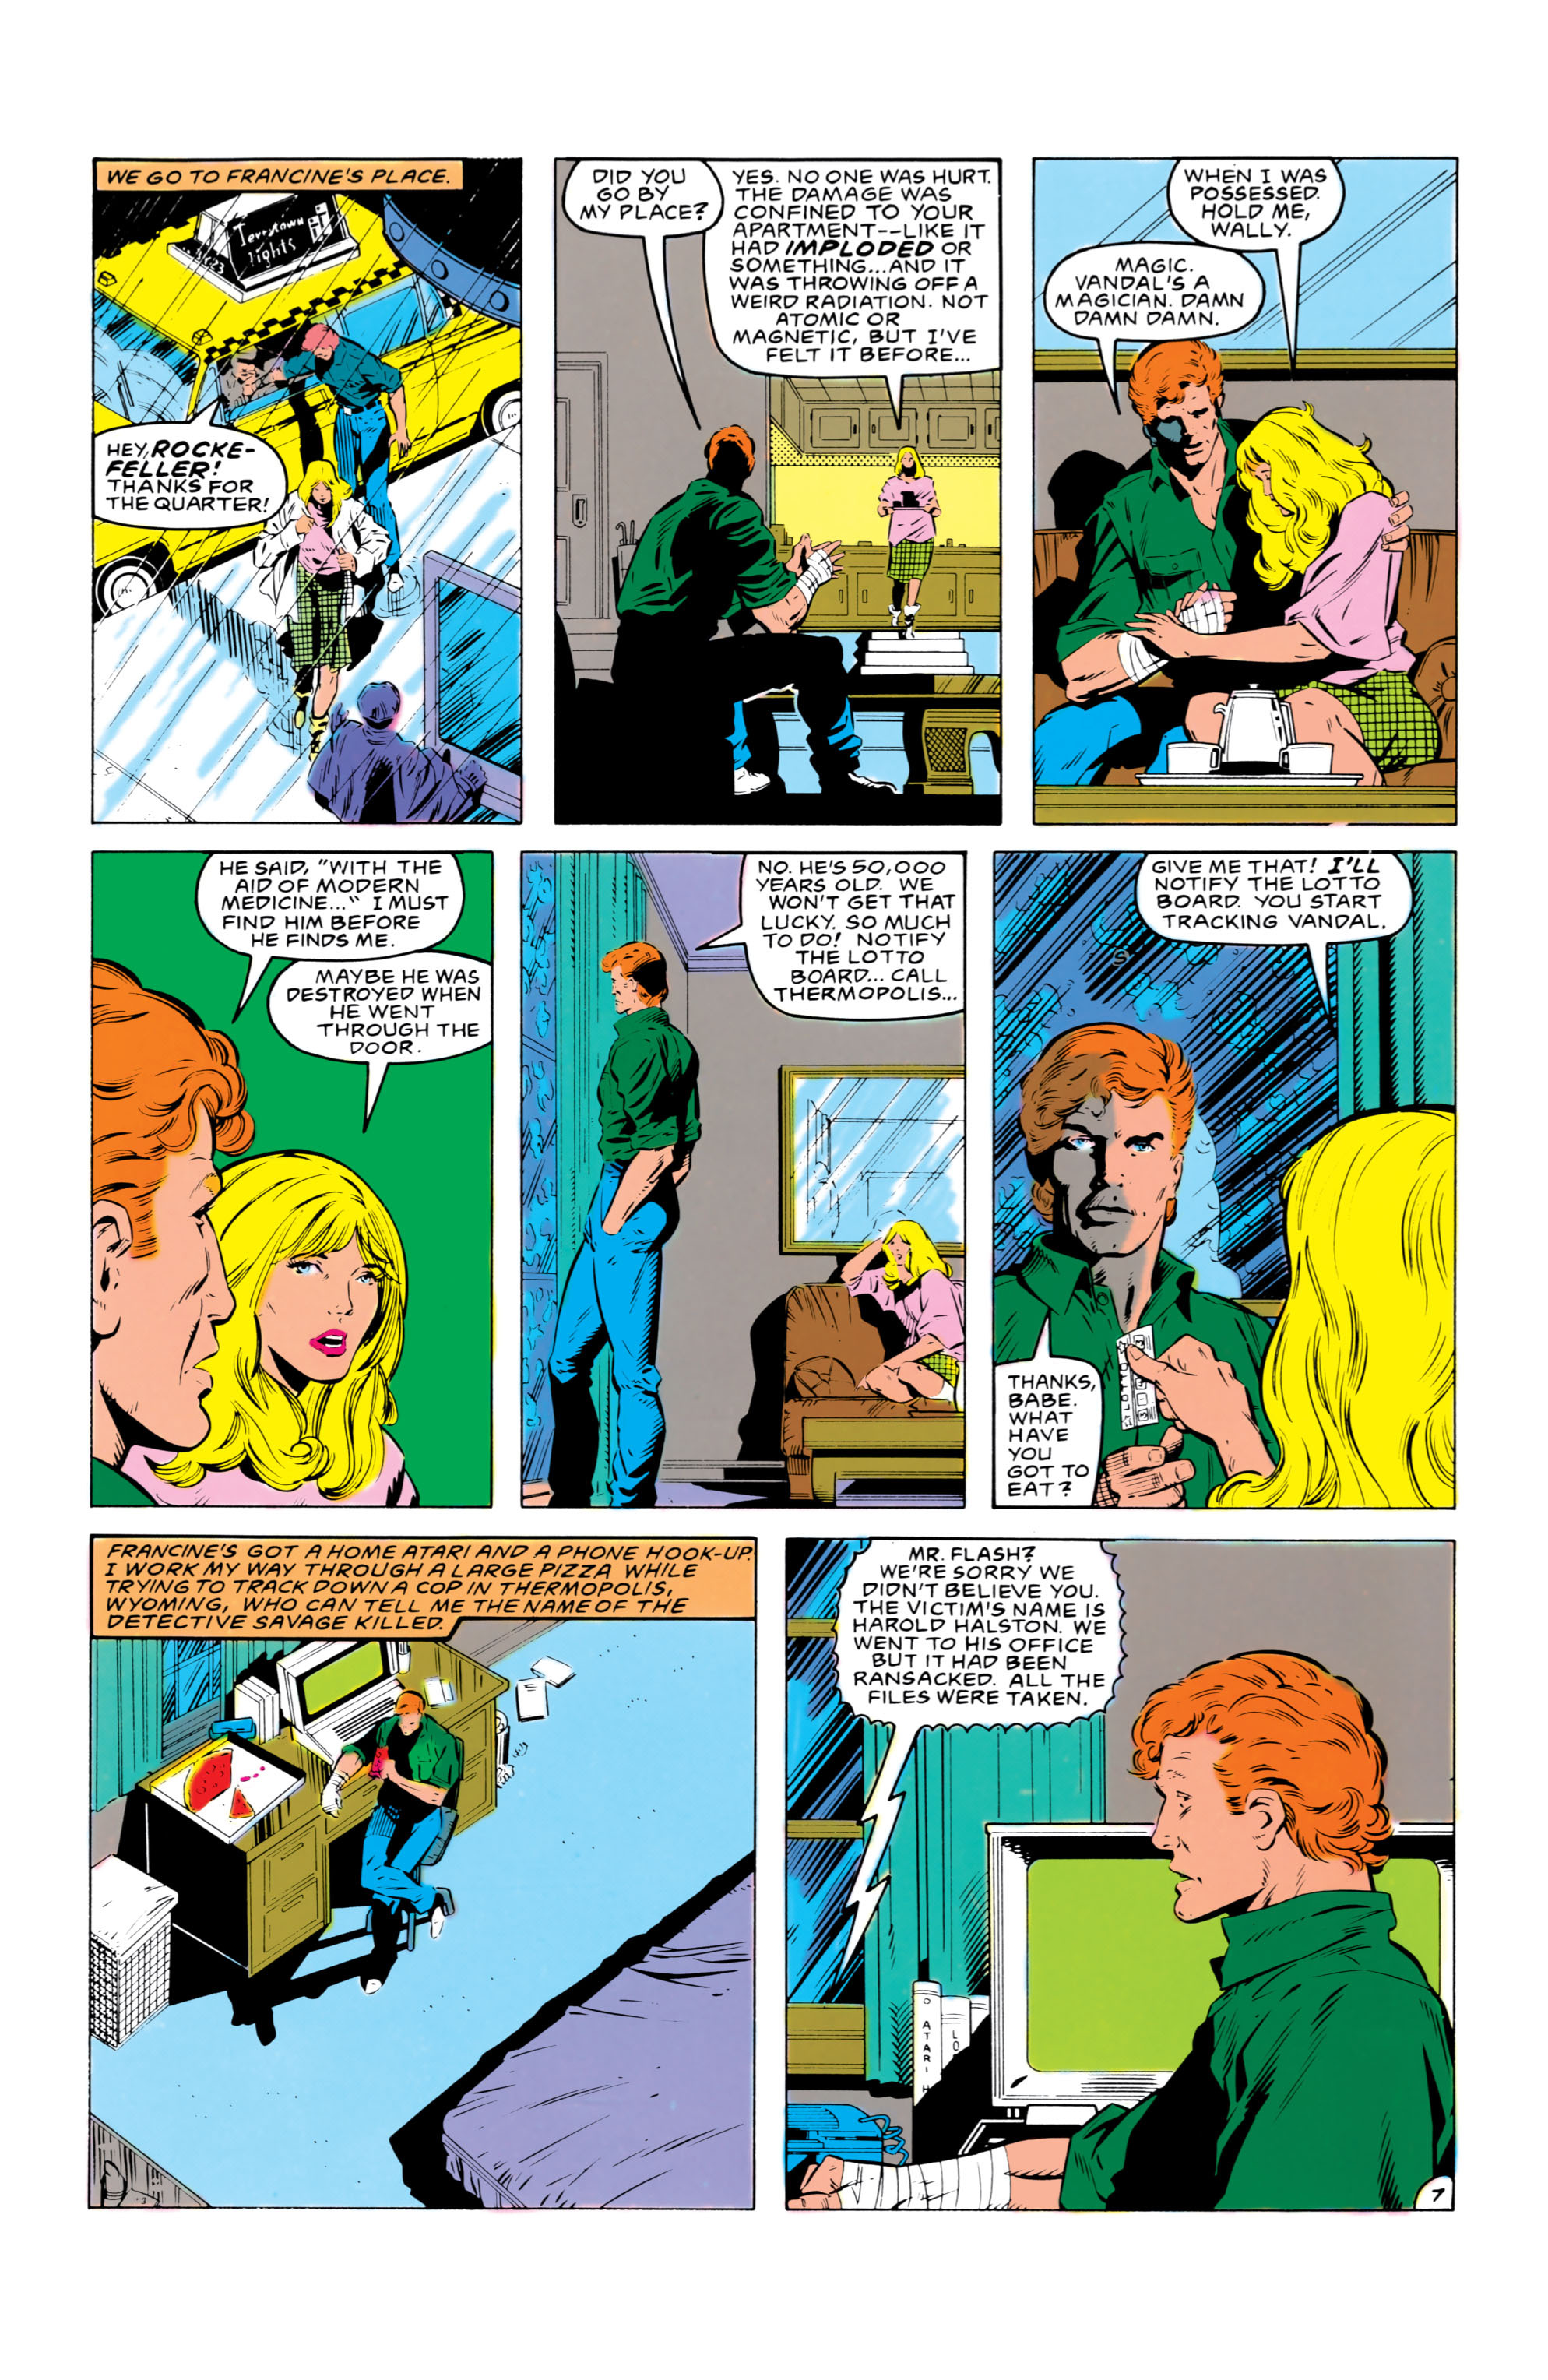 WE GO TO FRANCINE'S PLACE.
Terrytown
lights
HEY, ROCKE-
FELLER!
THANKS FOR
THE QUARTER!
DID YOU
GO BY
MY PLACE?
YES. NO ONE WAS HURT.
THE DAMAGE WAS
CONFINED TO YOUR
APARTMENT--LIKE IT
HAD IMPLODED OR
SOMETHING...AND IT
WAS THROWING OFF A
WEIRD RADIATION. NOT
ATOMIC OR
MAGNETIC, BUT I'VE
FELT IT BEFORE...
WHEN I WAS
POSSESSED.
HOLD ME,
WALLY.
MAGIC.
VANDAL'S A
MAGICIAN. DAMN
DAMN DAMN.
HE SAID, "WITH THE
AID OF MODERN
MEDICINE..." I MUST
FIND HIM BEFORE
HE FINDS ME.
MAYBE HE WAS
DESTROYED WHEN
HE WENT
THROUGH THE
DOOR.
NO. HE'S 50,000
YEARS OLD. WE
WON'T GET THAT
LUCKY. SO MUCH
TO DO! NOTIFY
THE LOTTO
BOARD... CALL
THERMOPOLIS...
GIVE ME THAT! I'LL
NOTIFY THE LOTTO
BOARD. YOU START
TRACKING VANDAL.
LOTTO
THANKS,
BABE.
WHAT
HAVE
YOU
GOT TO
EAT?
FRANCINE'S GOT A HOME ATARI AND A PHONE HOOK-UP.
I WORK MY WAY THROUGH A LARGE PIZZA WHILE
TRYING TO TRACK DOWN A COP IN THERMOPOLIS,
WYOMING, WHO CAN TELL ME THE NAME OF THE
DETECTIVE SAVAGE KILLED.
MR. FLASH?
WE'RE SORRY WE
DIDN'T BELIEVE YOU.
THE VICTIM'S NAME IS
HAROLD HALSTON. WE
WENT TO HIS OFFICE
BUT IT HAD BEEN
RANSACKED. ALL THE
FILES WERE TAKEN.
ATARI
LO
7